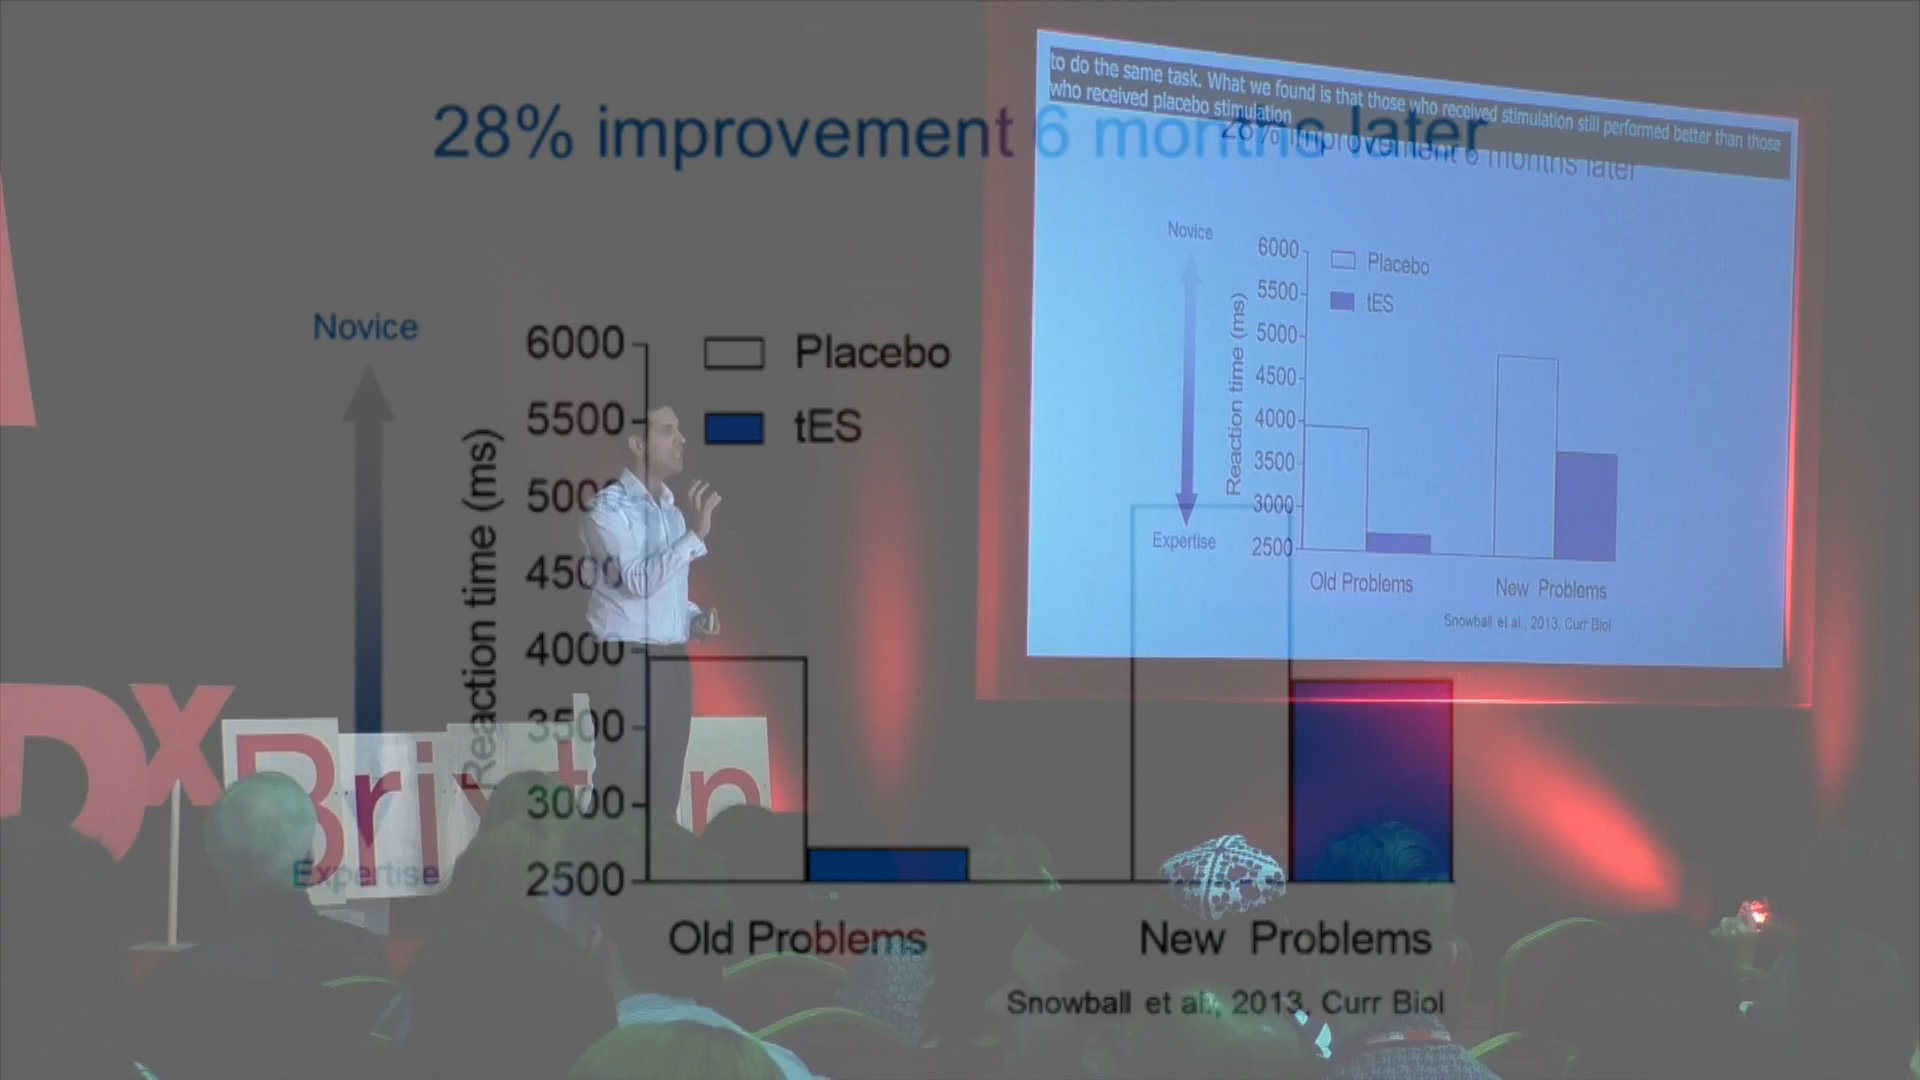 28% improvement 6 months later
Novice
6000
5500
5000
4500
4000
3500
3000
2500
Reaction time (ms)
Placebo
tES
Expertise
Old Problems
New Problems
Snowball et al., 2013, Curr Biol
to do the same task. What we found is that those who received stimulation still performed better than those
who received placebo stimulation
28% improvement 6 months later
Novice
6000
5500
5000
4500
4000
3500
3000
2500
Reaction time (ms)
Placebo
tES
Expertise
Old Problems
New Problems
Snowball et al., 2013, Curr Biol
Dx
Brixt n